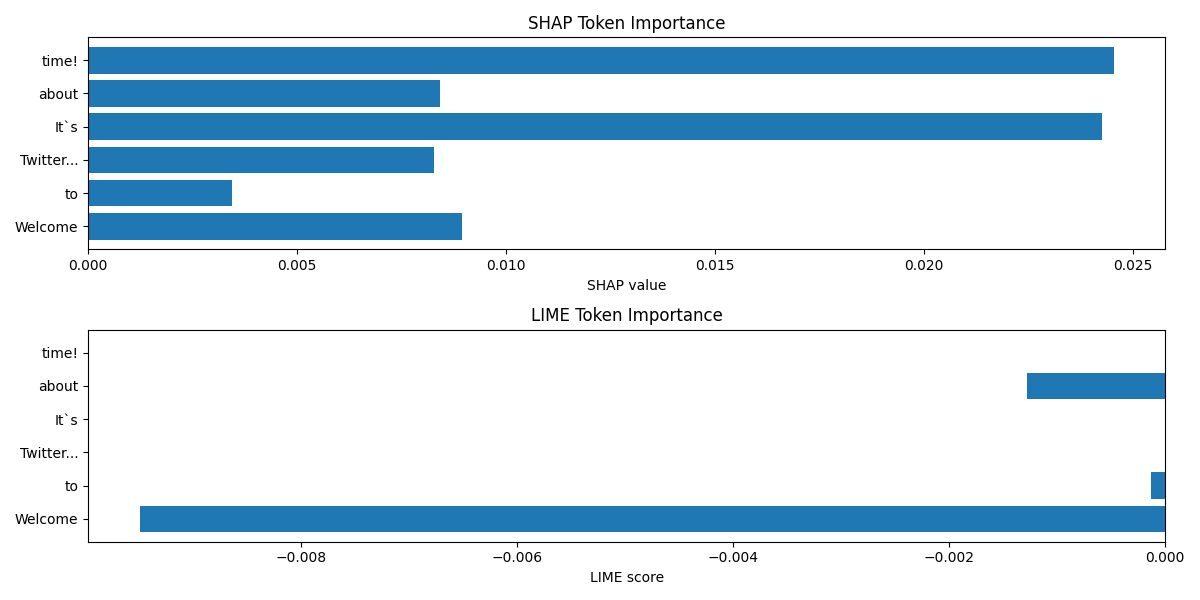 SHAP Token Importance
time!
about
It`s
Twitter...
to
Welcome
0.000 0.005 0.010 0.015 0.020 0.025
SHAP value
LIME Token Importance
time!
about
It`s
Twitter...
to
Welcome
−0.008 −0.006 −0.004 −0.002 0.000
LIME score